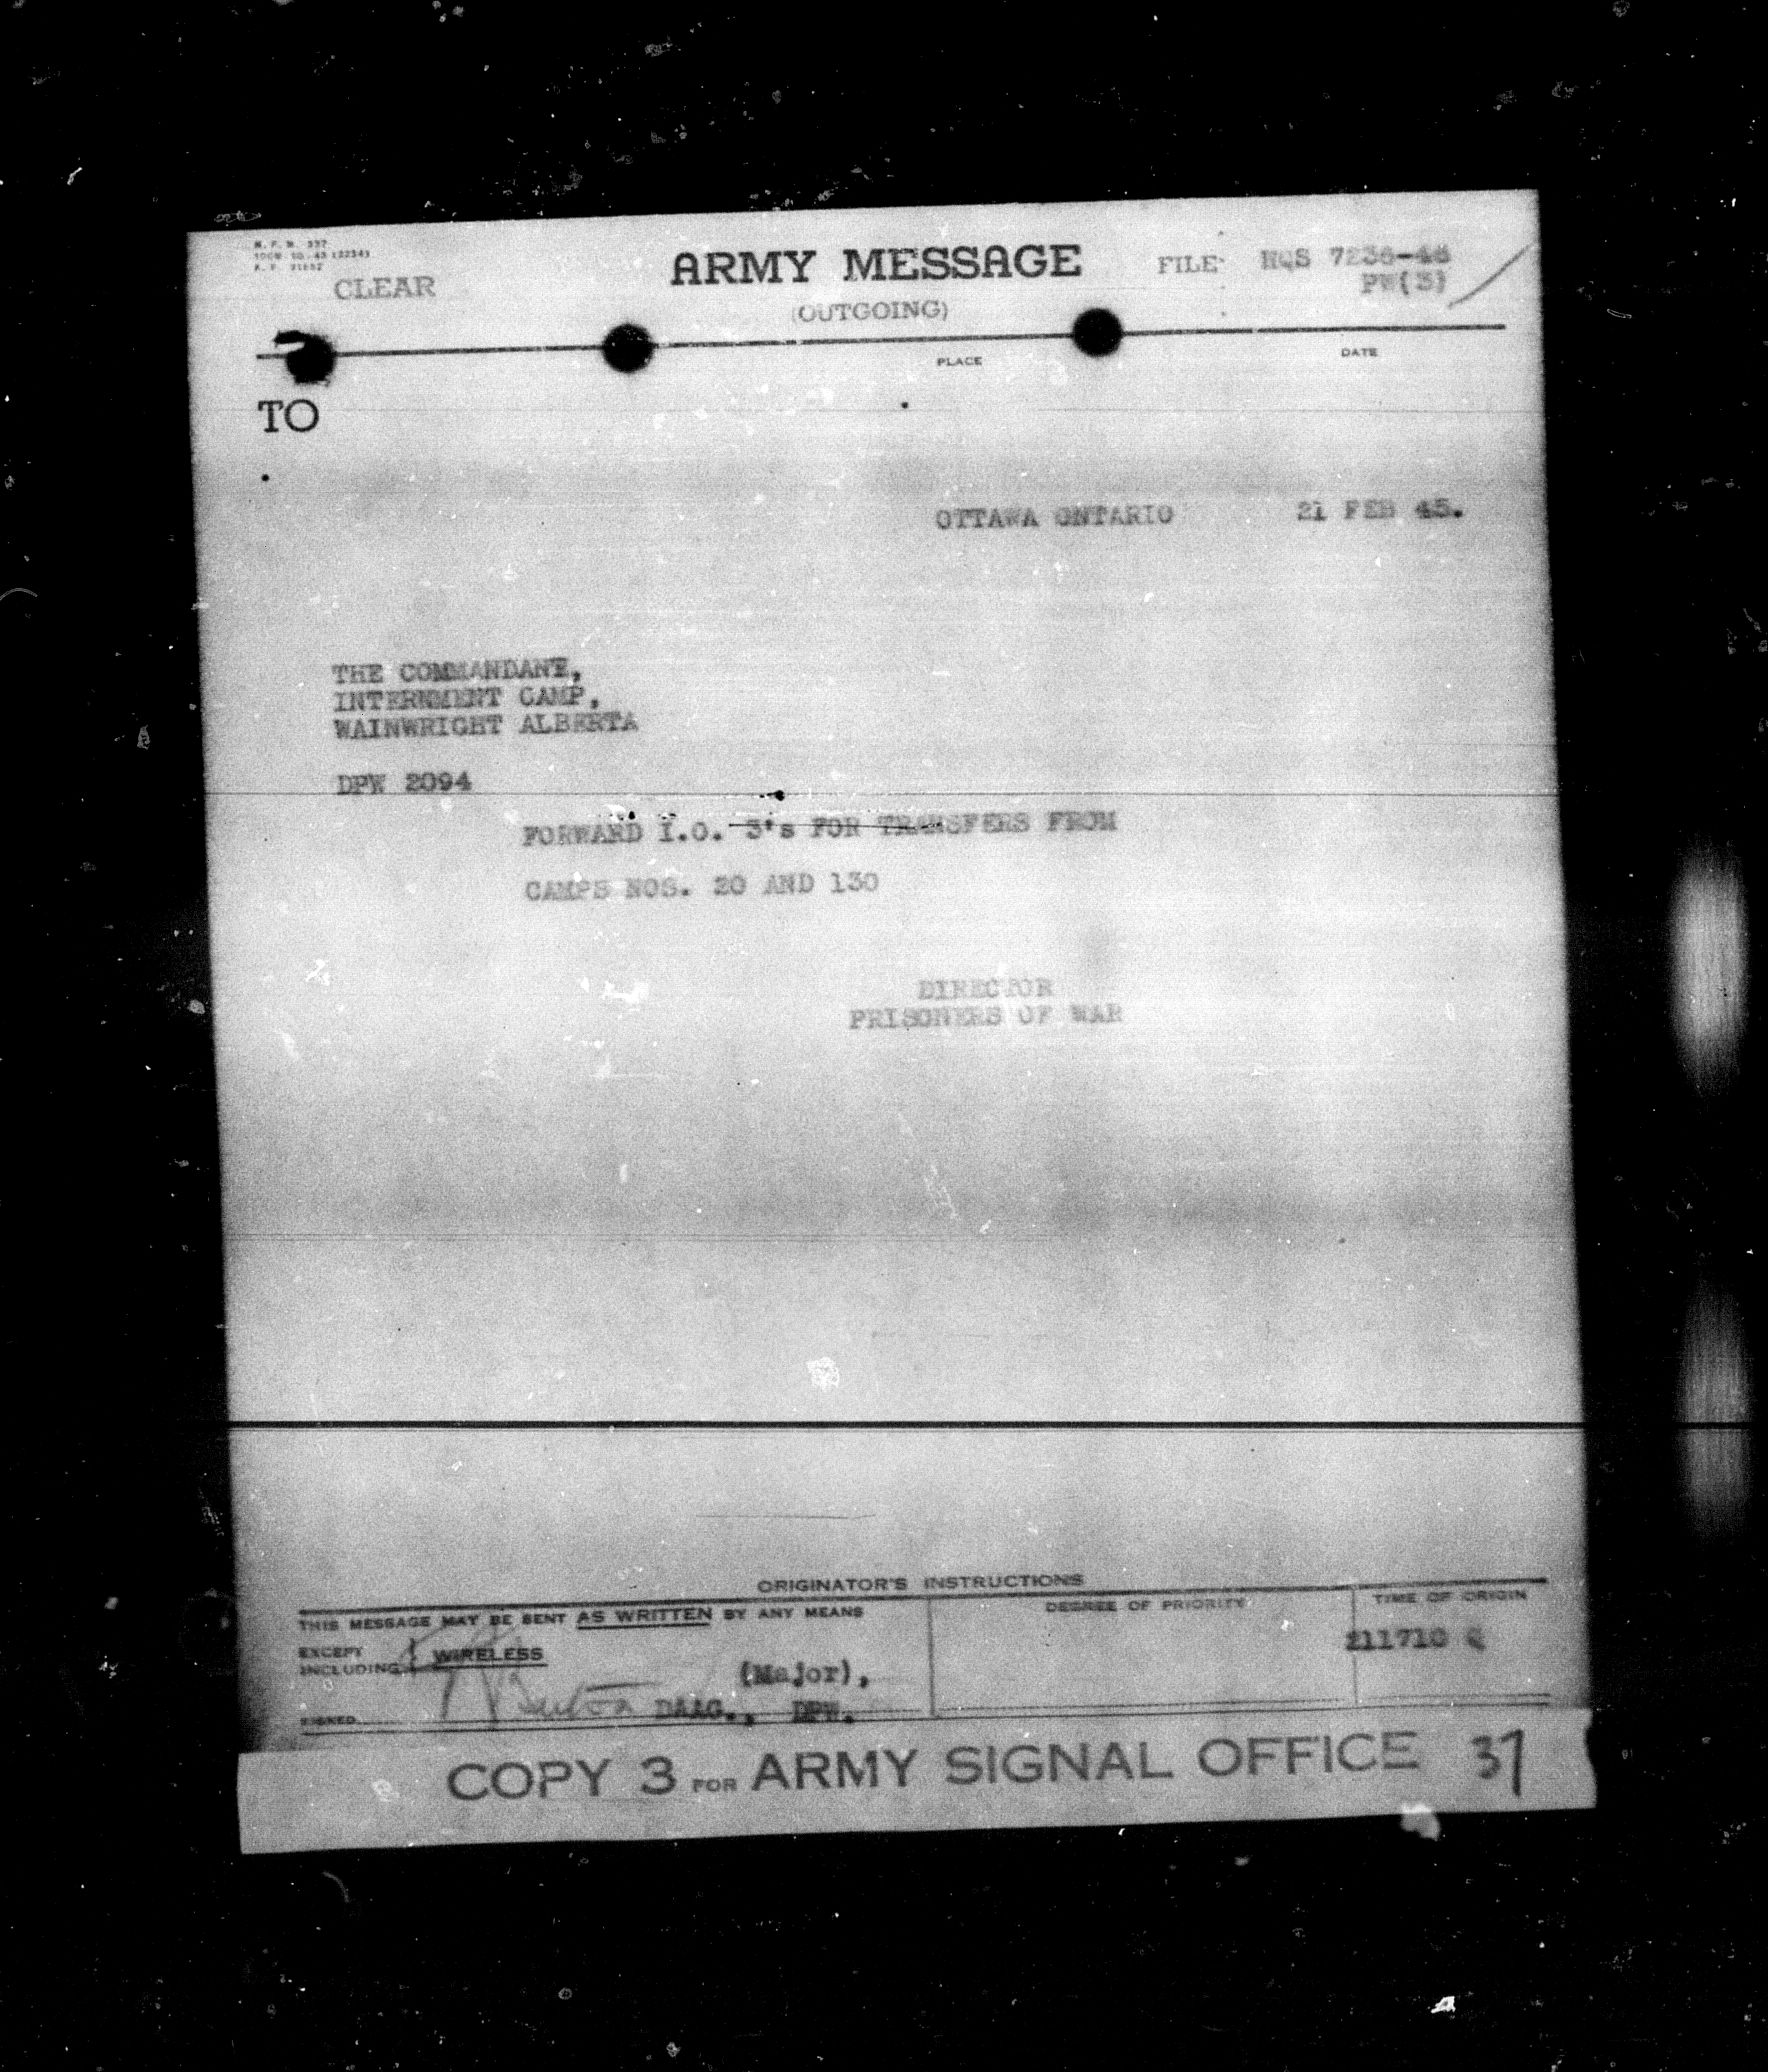 ARMY MESSAGE
(OUTGOING)
CLEAR
FILE HQS 7236-46
PW(3)
PLACE
DATE
TO
OTTAWA ONTARIO 21 FEB 45.
THE COMMANDANT,
INTERNMENT CAMP,
WAINWRIGHT ALBERTA
DPW 2094
FORWARD I.O. 3's FOR TRANSFERS FROM
CAMPS NOS. 20 AND 130
DIRECTOR
PRISONERS OF WAR
ORIGINATOR'S INSTRUCTIONS
THIS MESSAGE MAY BE SENT AS WRITTEN BY ANY MEANS
EXCEPT
INCLUDING
WIRELESS
(Major),
SIGNED DAAG., DPW.
DEGREE OF PRIORITY
TIME OF ORIGIN
211710 Q
COPY 3 FOR ARMY SIGNAL OFFICE 37